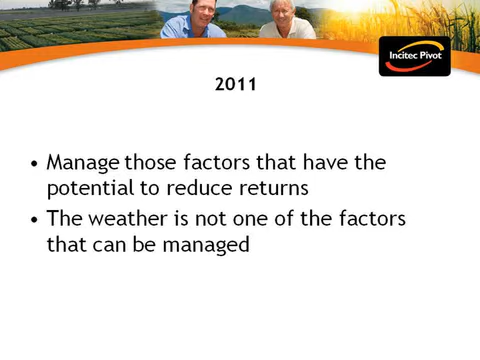 Incitec Pivot
2011
• Manage those factors that have the
potential to reduce returns
• The weather is not one of the factors
that can be managed